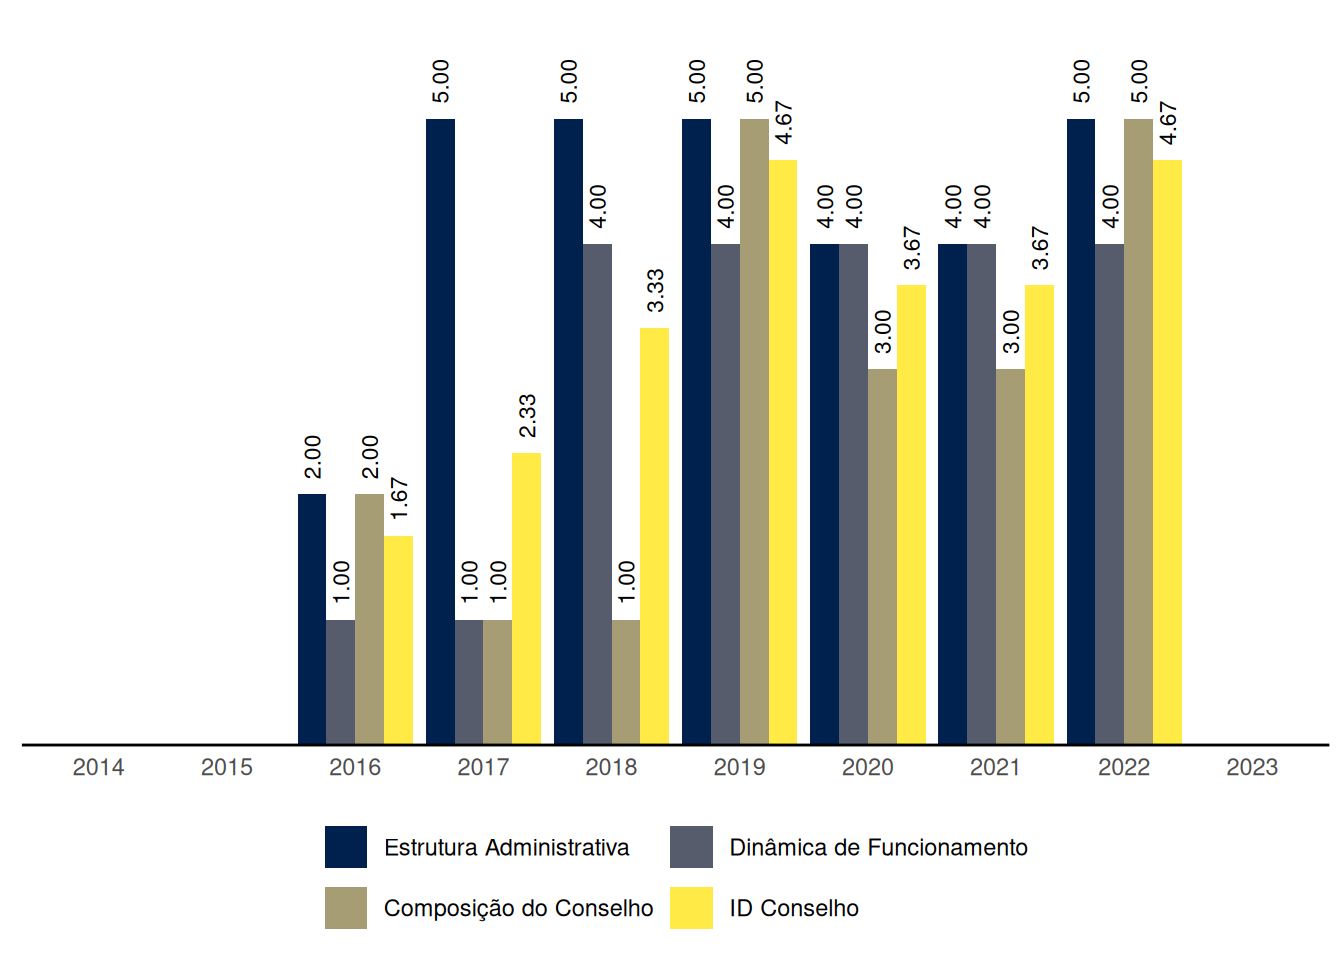 5.00 5.00 5.00 5.00 5.00 5.00
4.67 4.67
4.00 4.00 4.00 4.00 4.00 4.00 4.00
3.67 3.67
3.33
3.00 3.00
2.33
2.00 2.00
1.67
1.00 1.00 1.00 1.00
2014 2015 2016 2017 2018 2019 2020 2021 2022 2023
Estrutura Administrativa Dinâmica de Funcionamento
Composição do Conselho ID Conselho